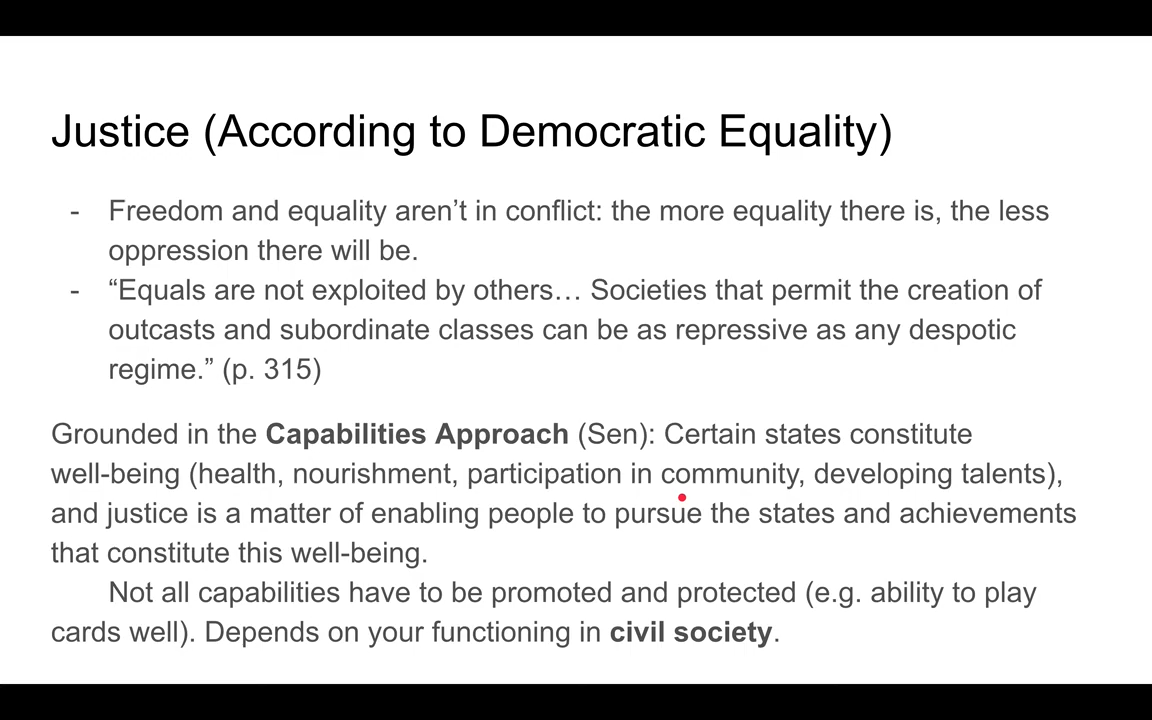 Justice (According to Democratic Equality)
- Freedom and equality aren’t in conflict: the more equality there is, the less
oppression there will be.
- “Equals are not exploited by others… Societies that permit the creation of
outcasts and subordinate classes can be as repressive as any despotic
regime.” (p. 315)
Grounded in the Capabilities Approach (Sen): Certain states constitute
well-being (health, nourishment, participation in community, developing talents),
and justice is a matter of enabling people to pursue the states and achievements
that constitute this well-being.
Not all capabilities have to be promoted and protected (e.g. ability to play
cards well). Depends on your functioning in civil society.